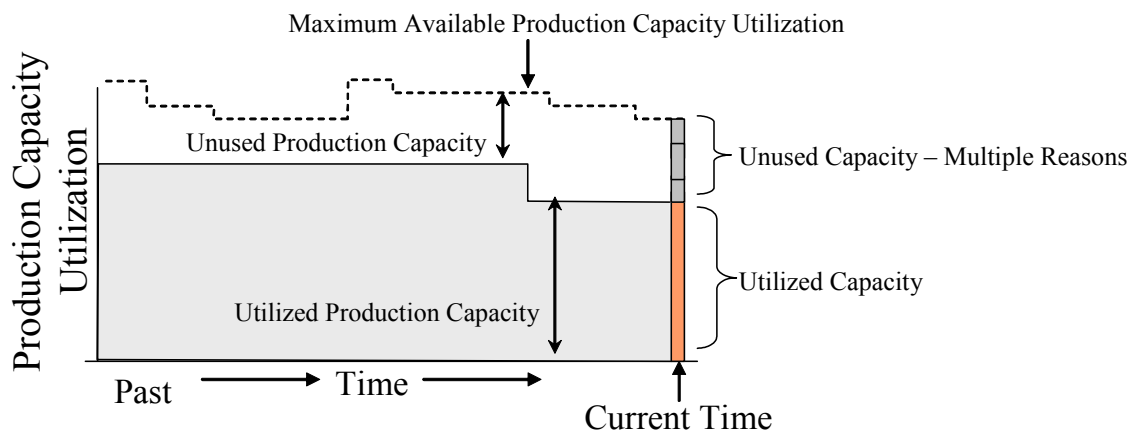 Maximum Available Production Capacity Utilization
Production Capacity
Utilization
Unused Production Capacity
Unused Capacity – Multiple Reasons
Utilized Capacity
Utilized Production Capacity
Past
Time
Current Time